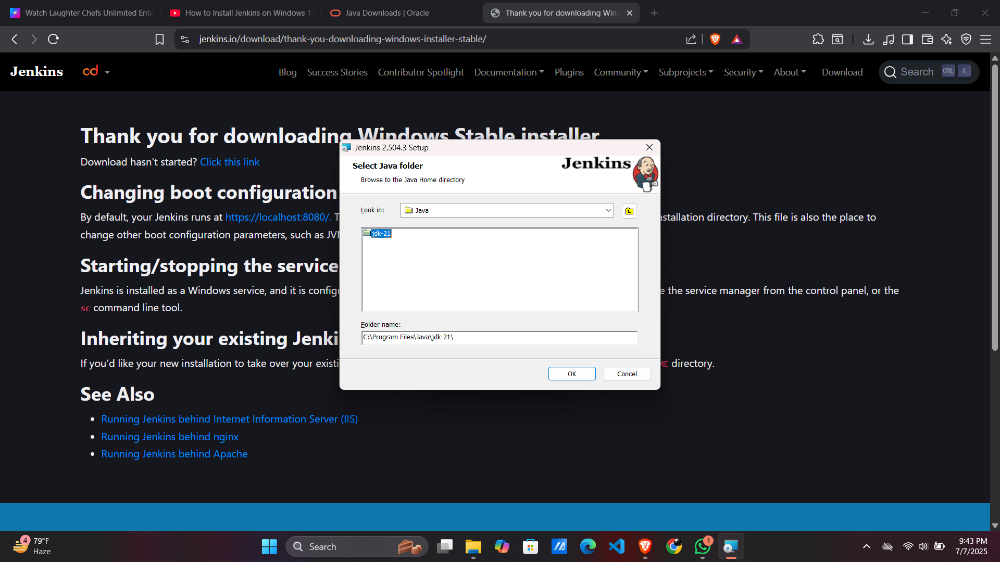 Watch Laughter Chefs Unlimited Ente
How to Install Jenkins on Windows 1
Java Downloads | Oracle
Thank you for downloading Win
jenkins.io/download/thank-you-downloading-windows-installer-stable/
Jenkins
cd
Blog
Success Stories
Contributor Spotlight
Documentation
Plugins
Community
Subprojects
Security
About
Download
Search
CTRL
K
Thank you for downloading Windows Stable installer
Download hasn't started? Click this link
Changing boot configuration
By default, your Jenkins runs at https://localhost:8080/. T
nstallation directory. This file is also the place to
change other boot configuration parameters, such as JV
Starting/stopping the service
Jenkins is installed as a Windows service, and it is configu
e the service manager from the control panel, or the
sc command line tool.
Inheriting your existing Jenki
If you'd like your new installation to take over your existi
ME directory.
See Also
Running Jenkins behind Internet Information Server (IIS)
Running Jenkins behind nginx
Running Jenkins behind Apache
Jenkins 2.504.3 Setup
Select Java folder
Browse to the Java Home directory
Jenkins
Look in:
Java
jdk-21
Folder name:
C:\Program Files\Java\jdk-21\
OK
Cancel
4
79°F
Haze
Search
1
9:43 PM
7/7/2025